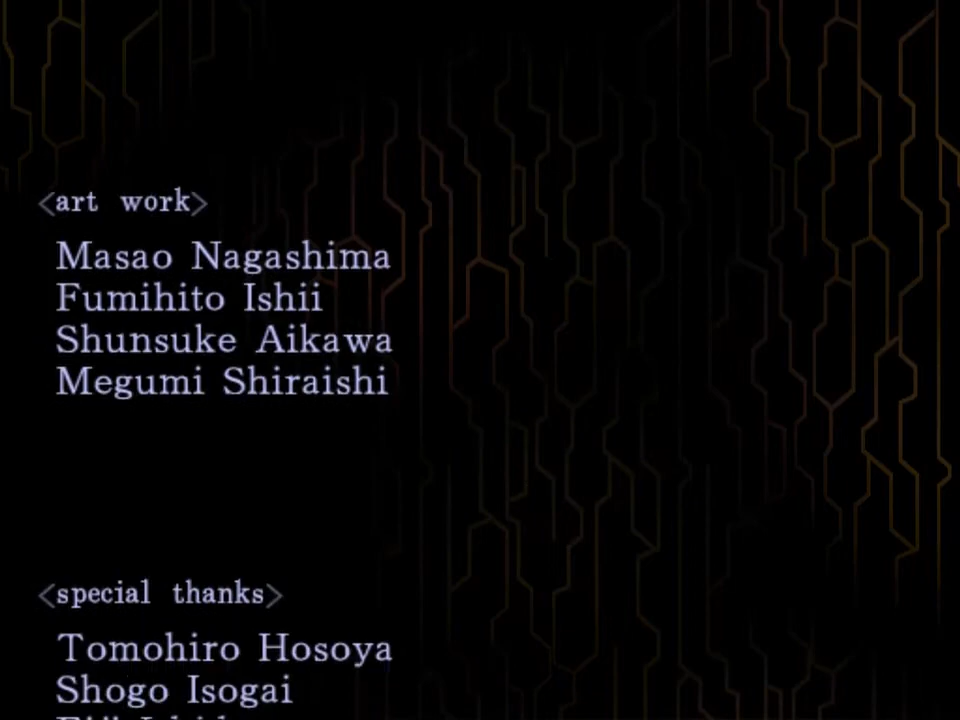 <art work>
Masao Nagashima
Fumihito Ishii
Shunsuke Aikawa
Megumi Shiraishi
<special thanks>
Tomohiro Hosoya
Shogo Isogai